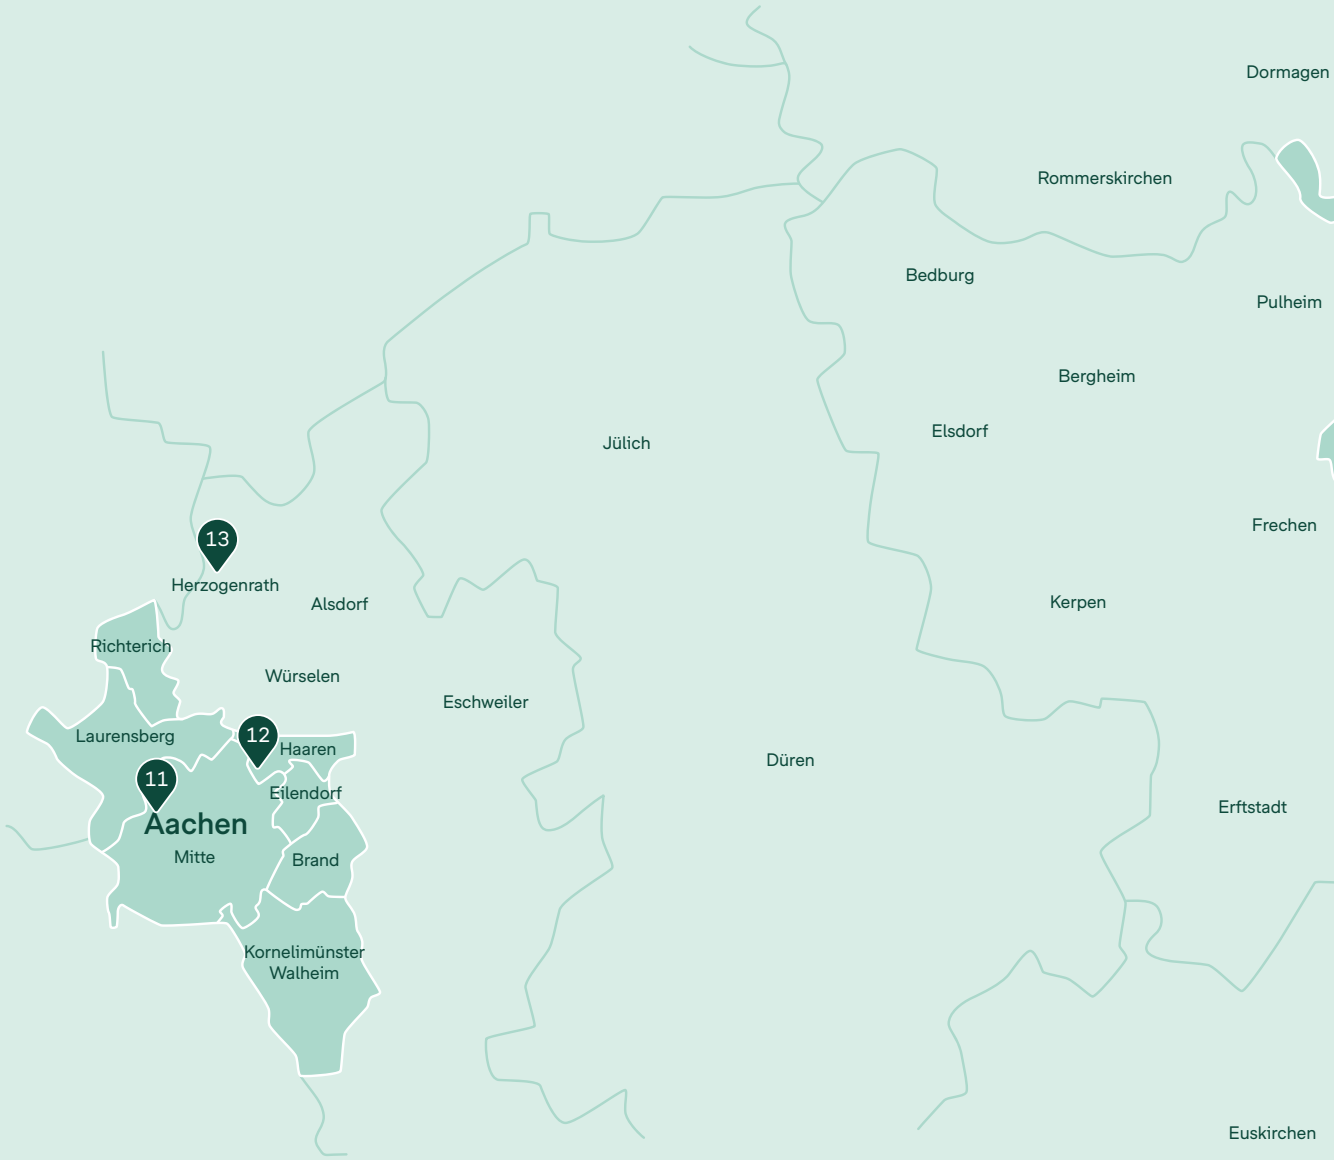 Dormagen
Rommerskirchen
Bedburg
Pulheim
Bergheim
Elsdorf
Jülich
Frechen
13
Herzogenrath
Alsdorf
Kerpen
Richterich
Würselen
Eschweiler
Laurensberg
12
Haaren
Düren
11
Eilendorf
Erftstadt
Aachen
Mitte
Brand
Kornelimünster
Walheim
Euskirchen